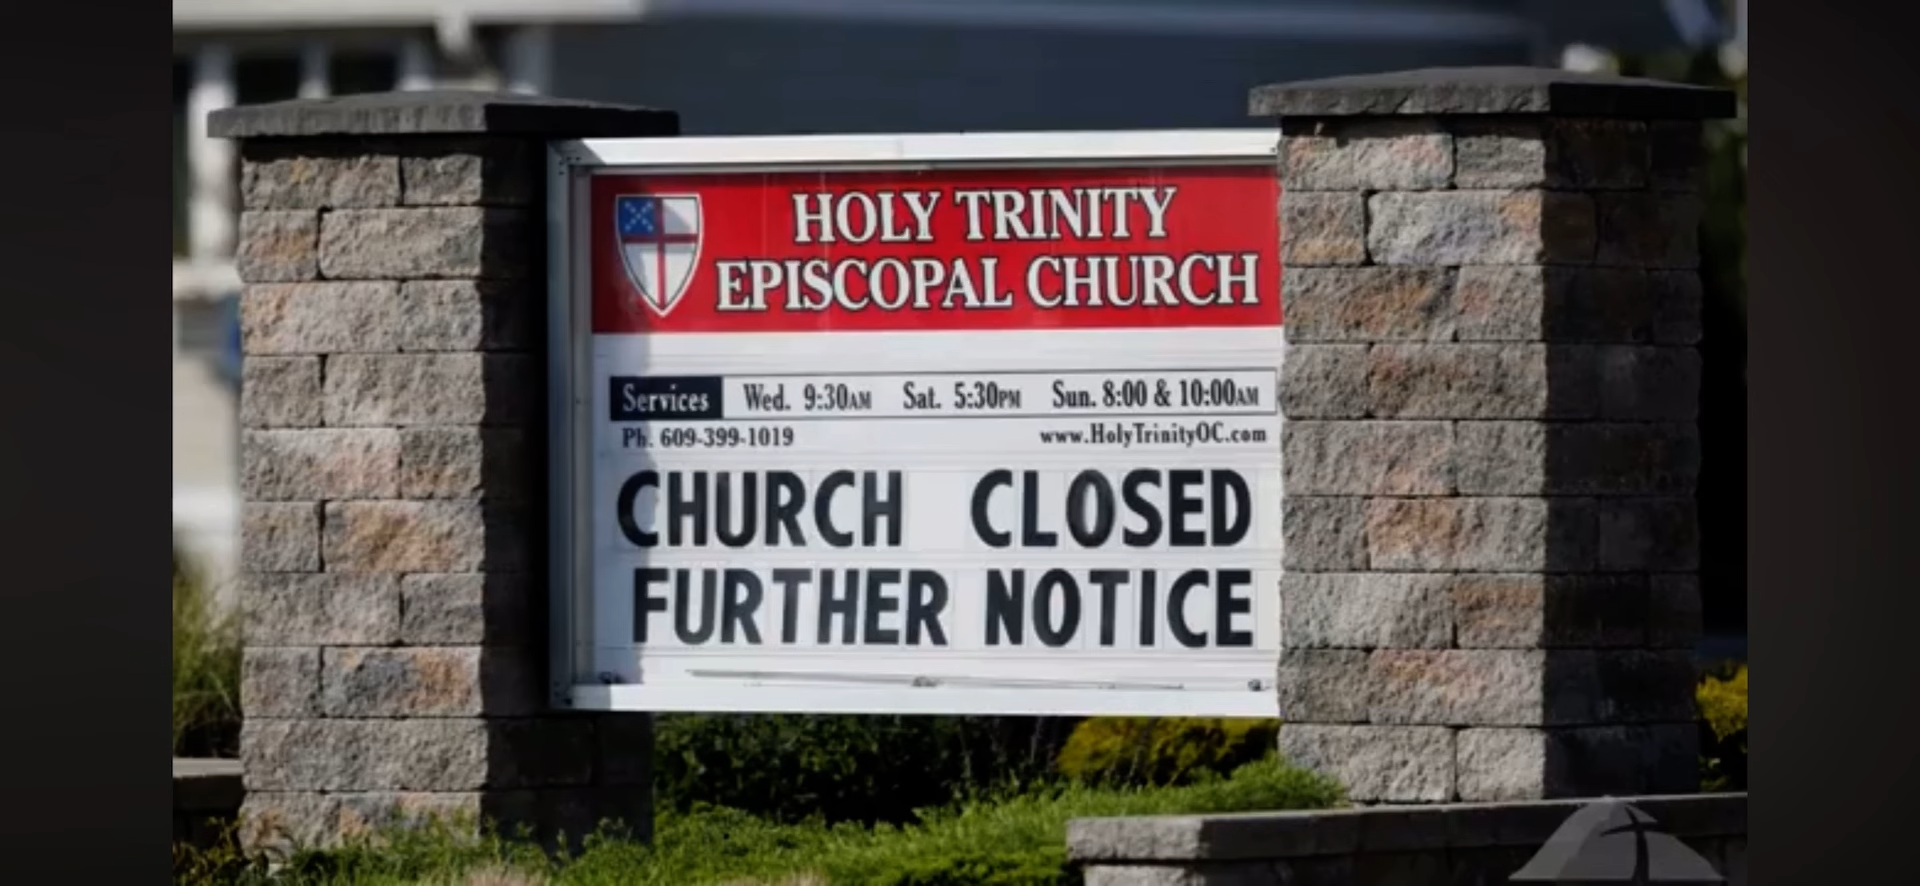 HOLY TRINITY
EPISCOPAL CHURCH
Services Wed. 9:30AM Sat. 5:30PM Sun. 8:00 & 10:00AM
Ph. 609-399-1019 www.HolyTrinityOC.com
CHURCH CLOSED
FURTHER NOTICE